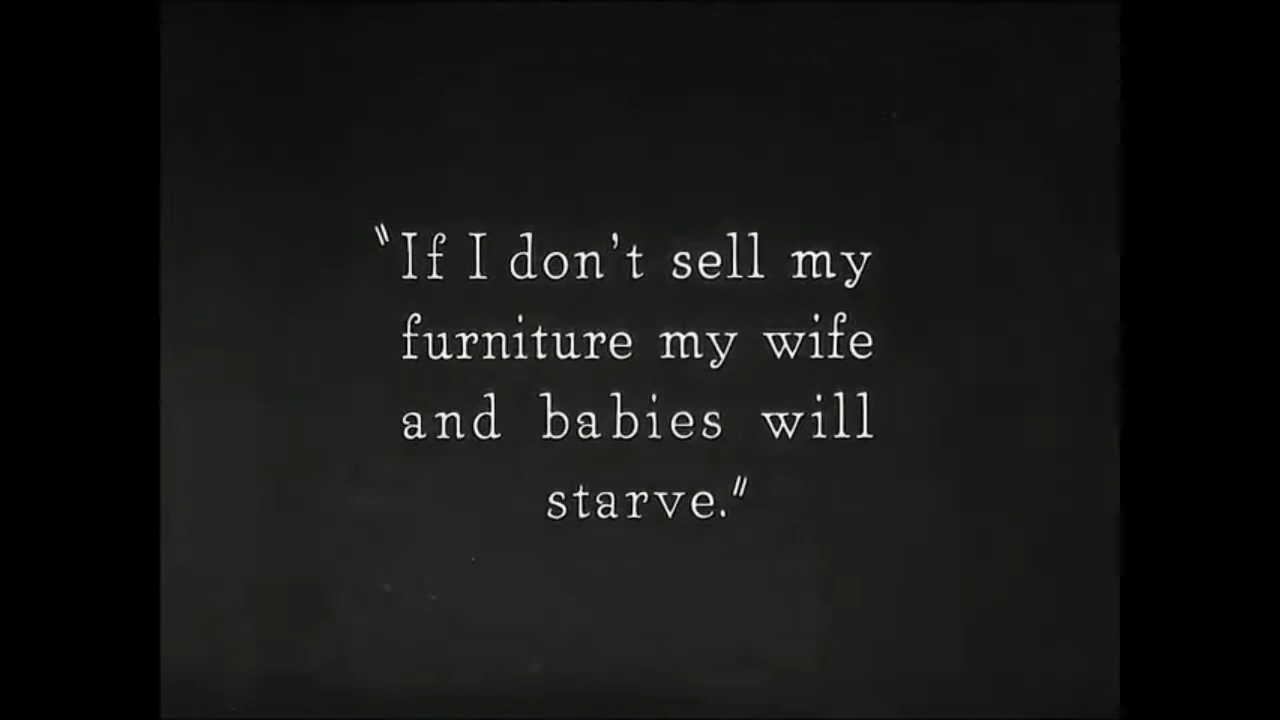 "If I don't sell my
furniture my wife
and babies will
starve."